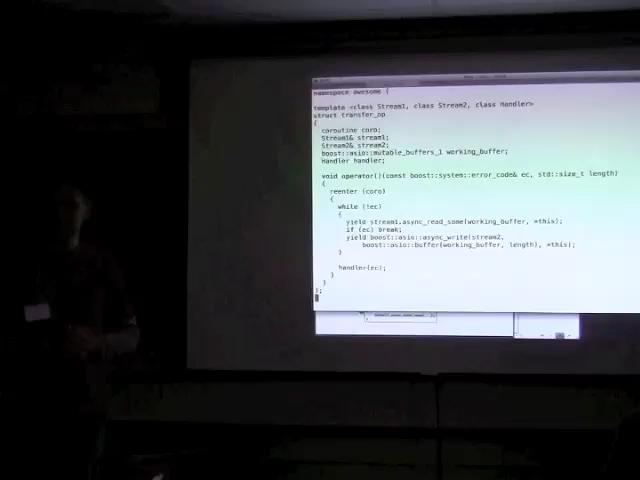 namespace awesome {
template <class Stream1, class Stream2, class Handler>
struct transfer_op
{
coroutine coro;
Stream1& stream1;
Stream2& stream2;
boost::asio::mutable_buffers_1 working_buffer;
Handler handler;
void operator()(const boost::system::error_code& ec, std::size_t length)
{
reenter (coro)
{
while (!ec)
{
yield stream1.async_read_some(working_buffer, *this);
if (ec) break;
yield boost::asio::async_write(stream2,
boost::asio::buffer(working_buffer, length), *this);
}
handler(ec);
}
}
};